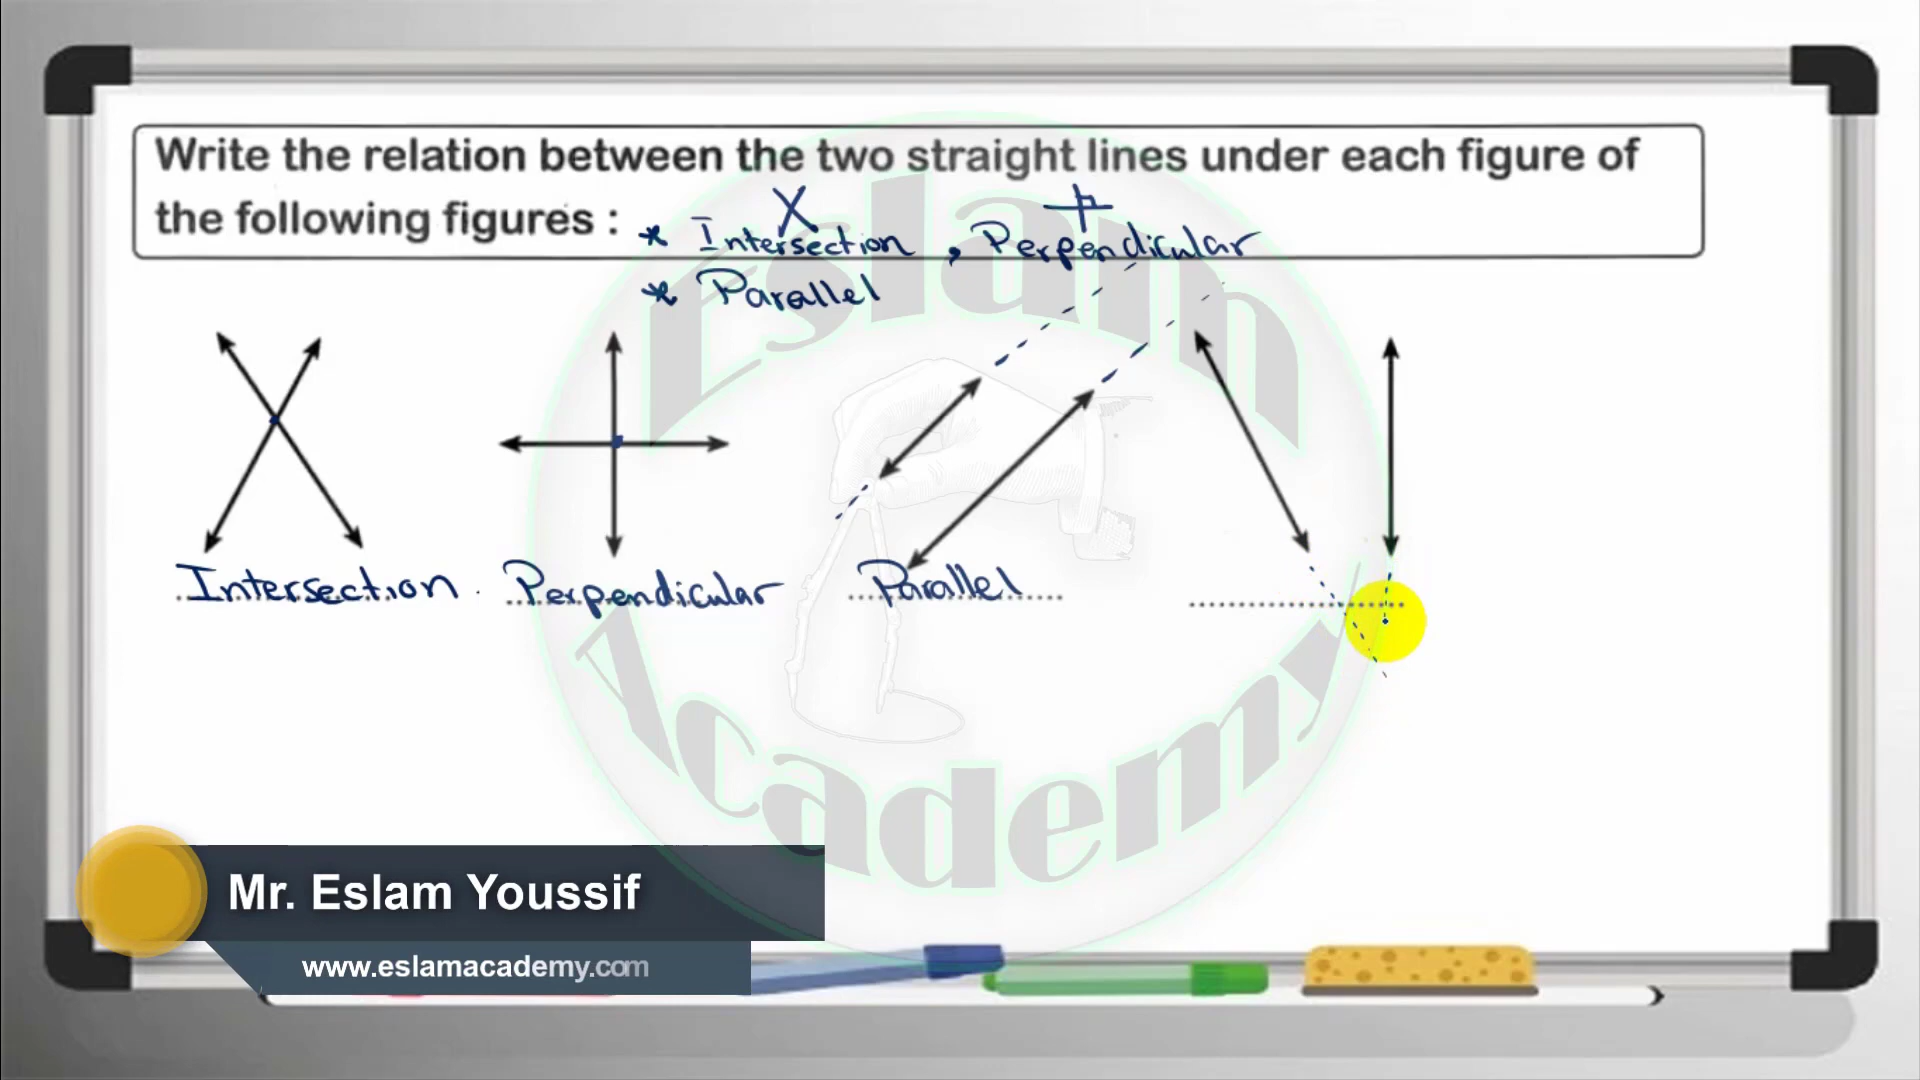 Write the relation between the two straight lines under each figure of
the following figures :
* Intersection , Perpendicular
* Parallel
Intersection
Perpendicular
Parallel
Eslam
Academy
Mr. Eslam Youssif
www.eslamacademy.com